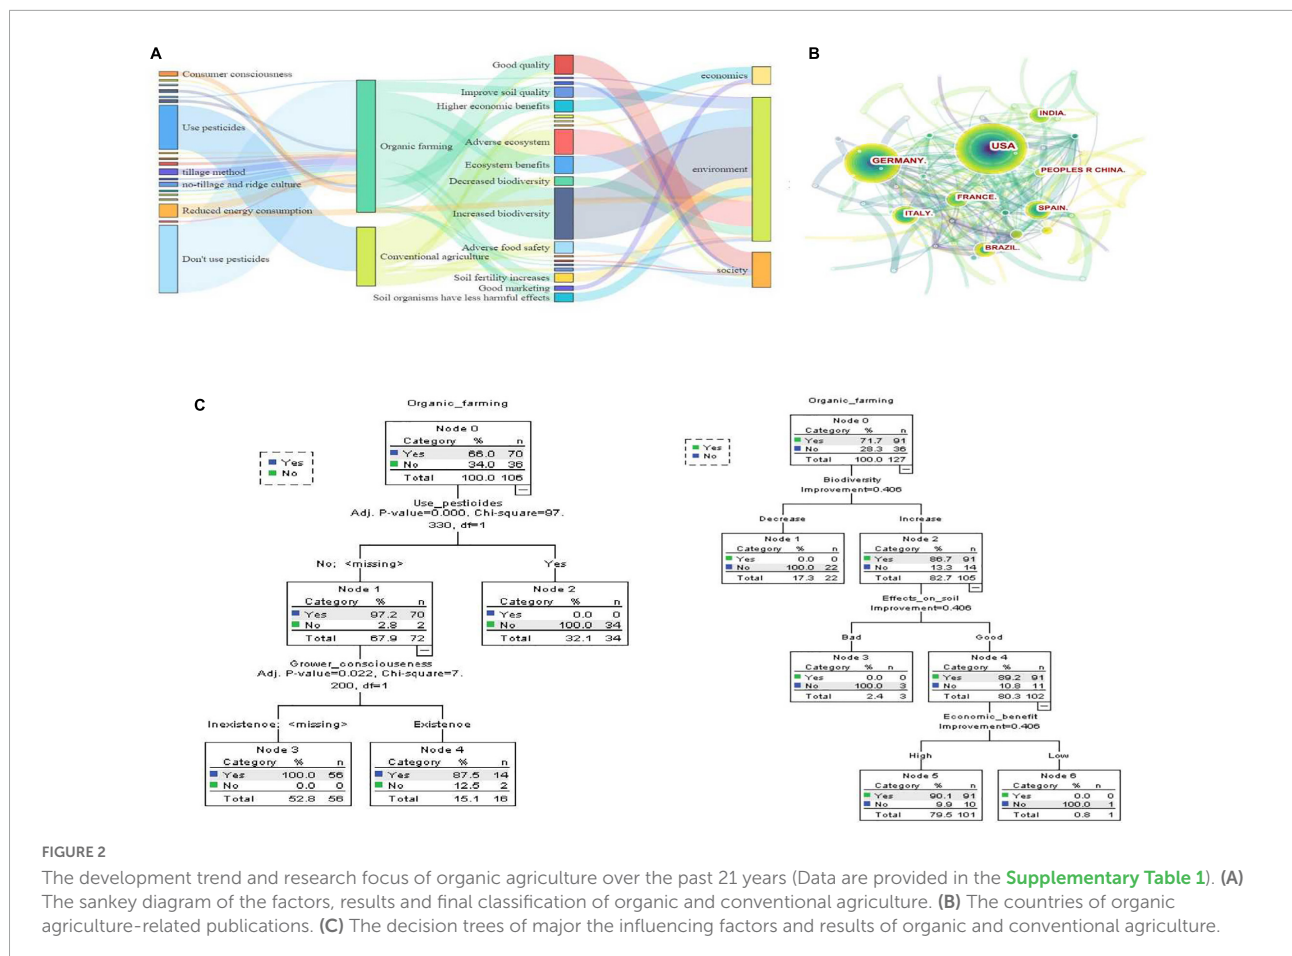 A
Consumer consciousness
Use pesticides
tillage method
no-tillage and ridge culture
Reduced energy consumption
Don't use pesticides
Organic farming
Conventional agriculture
Good quality
Improve soil quality
Higher economic benefits
Adverse ecosystem
Ecosystem benefits
Decreased biodiversity
Increased biodiversity
Adverse food safety
Soil fertility increases
Good marketing
Soil organisms have less harmful effects
economics
environment
society
B
INDIA.
USA
GERMANY.
PEOPLES R CHINA.
FRANCE.
ITALY.
SPAIN.
BRAZIL.
C
Organic_farming
Yes
No
Node 0
Category % n
Yes 66.0 70
No 34.0 36
Total 100.0 106
Use_pesticides
Adj. P-value=0.000, Chi-square=97.
330, df=1
No; <missing>
Yes
Node 1
Category % n
Yes 97.2 70
No 2.8 2
Total 67.9 72
Node 2
Category % n
Yes 0.0 0
No 100.0 34
Total 32.1 34
Grower_consciouseness
Adj. P-value=0.022, Chi-square=7.
200, df=1
Inexistence; <missing>
Existence
Node 3
Category % n
Yes 100.0 56
No 0.0 0
Total 52.8 56
Node 4
Category % n
Yes 87.5 14
No 12.5 2
Total 15.1 16
Organic_farming
Yes
No
Node 0
Category % n
Yes 71.7 91
No 28.3 36
Total 100.0 127
Biodiversity
Improvement=0.406
Decrease
Increase
Node 1
Category % n
Yes 0.0 0
No 100.0 22
Total 17.3 22
Node 2
Category % n
Yes 86.7 91
No 13.3 14
Total 82.7 105
Effects_on_soil
Improvement=0.406
Bad
Good
Node 3
Category % n
Yes 0.0 0
No 100.0 3
Total 2.4 3
Node 4
Category % n
Yes 89.2 91
No 10.8 11
Total 80.3 102
Economic_benefit
Improvement=0.406
High
Low
Node 5
Category % n
Yes 90.1 91
No 9.9 10
Total 79.5 101
Node 6
Category % n
Yes 0.0 0
No 100.0 1
Total 0.8 1
FIGURE 2
The development trend and research focus of organic agriculture over the past 21 years (Data are provided in the Supplementary Table 1). (A)
The sankey diagram of the factors, results and final classification of organic and conventional agriculture. (B) The countries of organic
agriculture-related publications. (C) The decision trees of major the influencing factors and results of organic and conventional agriculture.